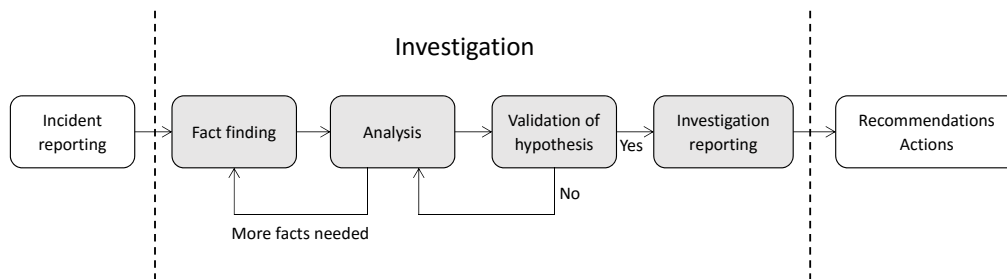 Investigation
Incident
reporting
Fact finding
Analysis
Validation of
hypothesis
Yes
Investigation
reporting
Recommendations
Actions
No
More facts needed